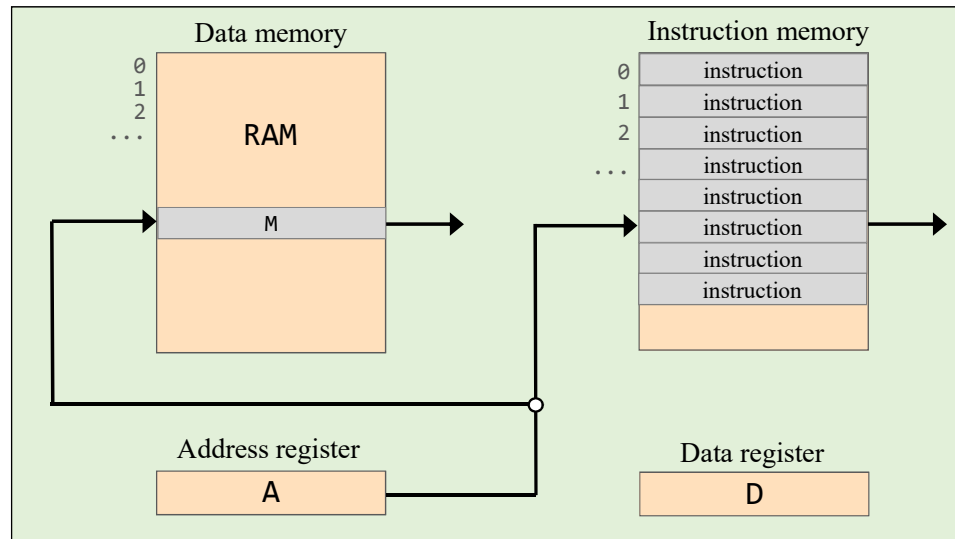 Data memory
0
1
2
...
RAM
M
Instruction memory
0
1
2
...
instruction
instruction
instruction
instruction
instruction
instruction
instruction
instruction
Address register
A
Data register
D